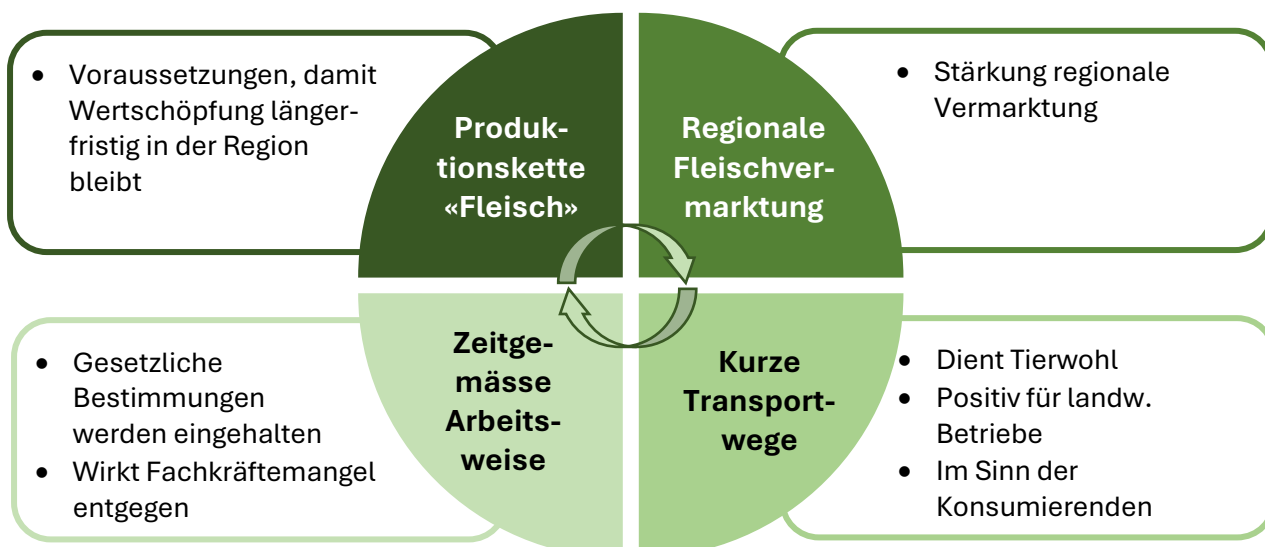 • Voraussetzungen, damit
Wertschöpfung länger-
fristig in der Region
bleibt
Produk-
tionskette
«Fleisch»
Regionale
Fleischver-
marktung
• Stärkung regionale
Vermarktung
• Gesetzliche
Bestimmungen
werden eingehalten
• Wirkt Fachkräftemangel
entgegen
Zeitge-
mässe
Arbeits-
weise
Kurze
Transport-
wege
• Dient Tierwohl
• Positiv für landw.
Betriebe
• Im Sinn der
Konsumierenden